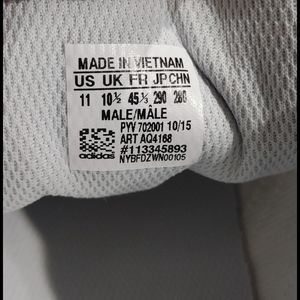 MADE IN VIETNAM
US UK FR JP CHN
11 10½ 45⅓ 290 280
MALE/MÂLE
PYV 702001 10/15
ART AQ4168
#113345893
adidas
NYBFDZWN00105